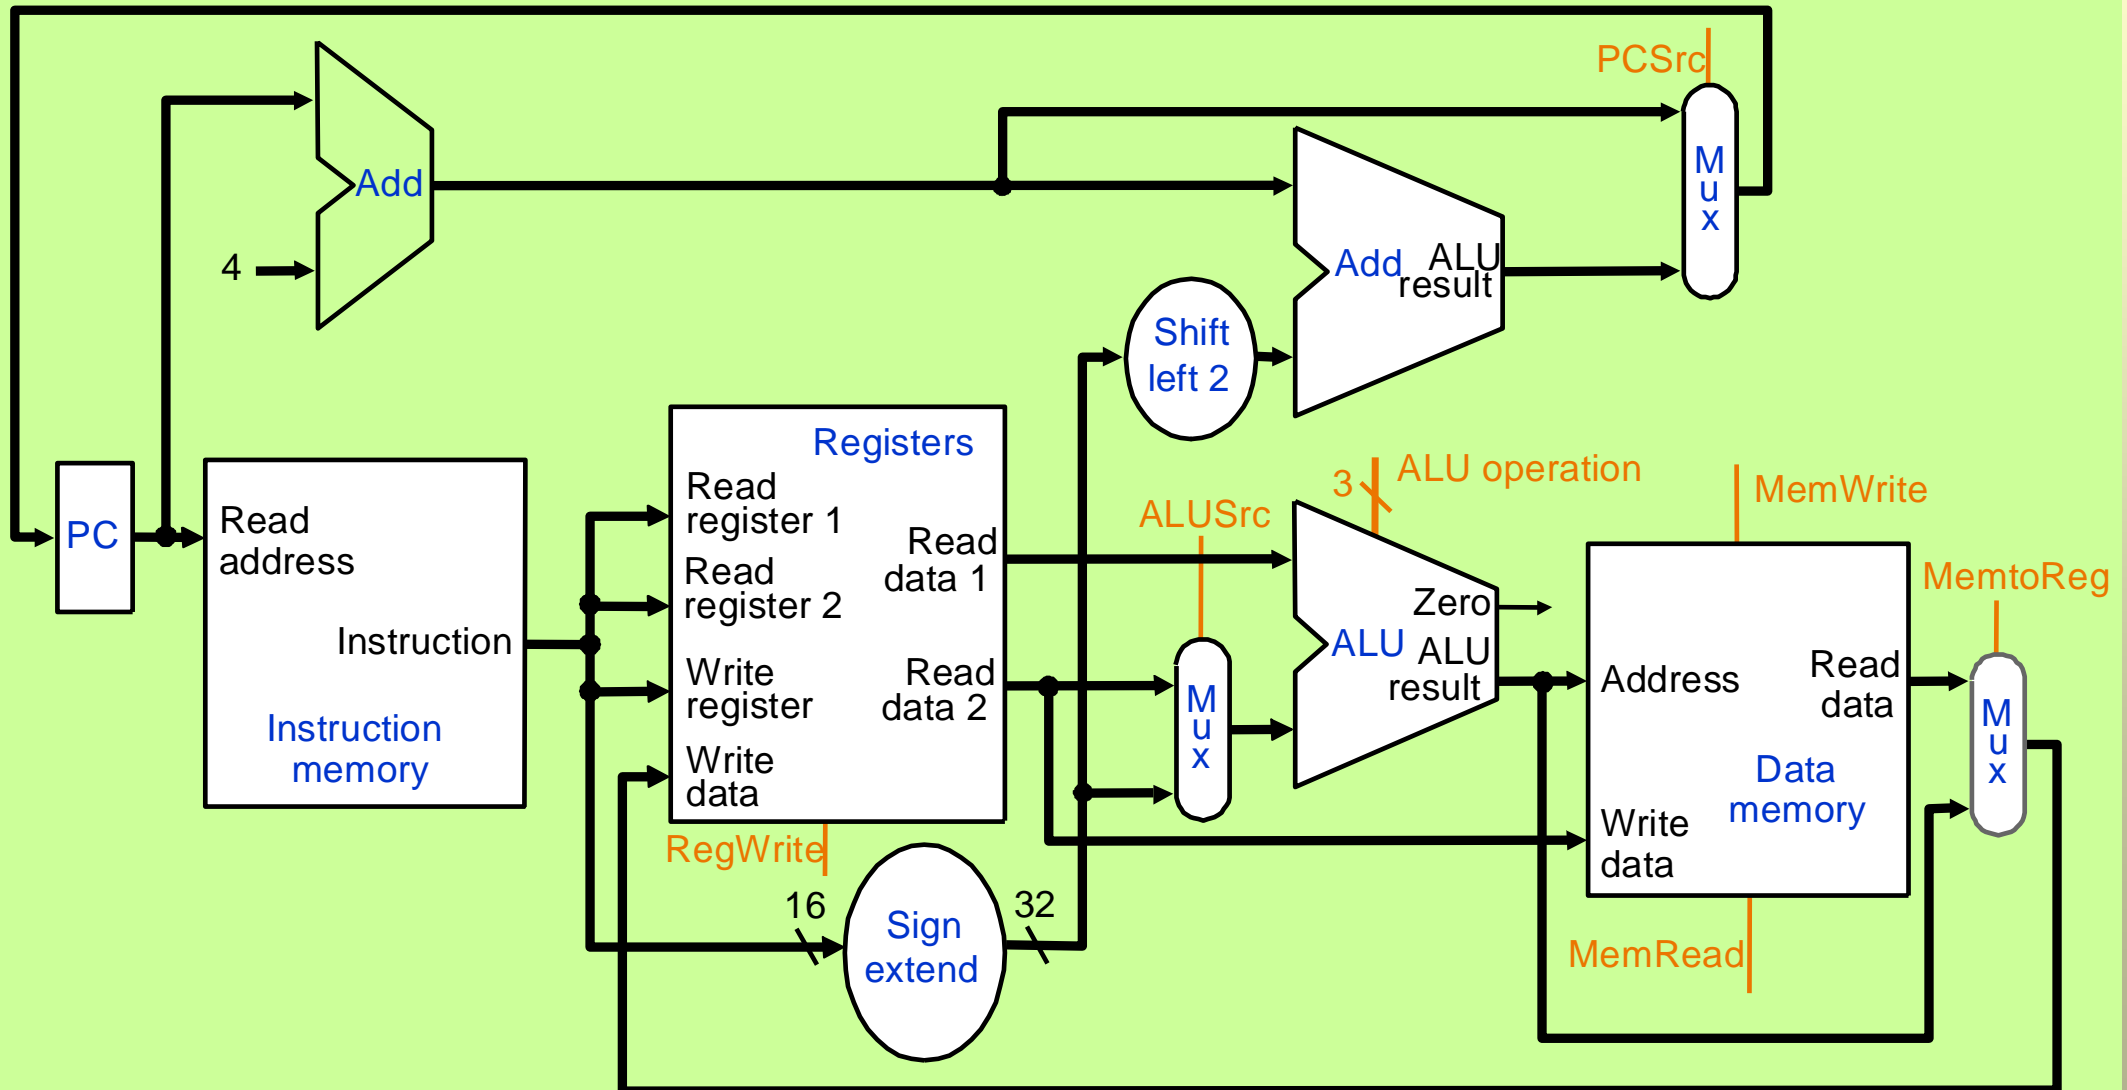 PCSrc
M
u
x
Add
4
Add
ALU
result
Shift
left 2
Registers
Read
register 1
Read
register 2
Write
register
Write
data
Read
data 1
Read
data 2
RegWrite
PC
Read
address
Instruction
Instruction
memory
16
Sign
extend
32
ALUSrc
M
u
x
3
ALU operation
Zero
ALU
ALU
result
MemWrite
Address
Read
data
Data
memory
Write
data
MemRead
MemtoReg
M
u
x